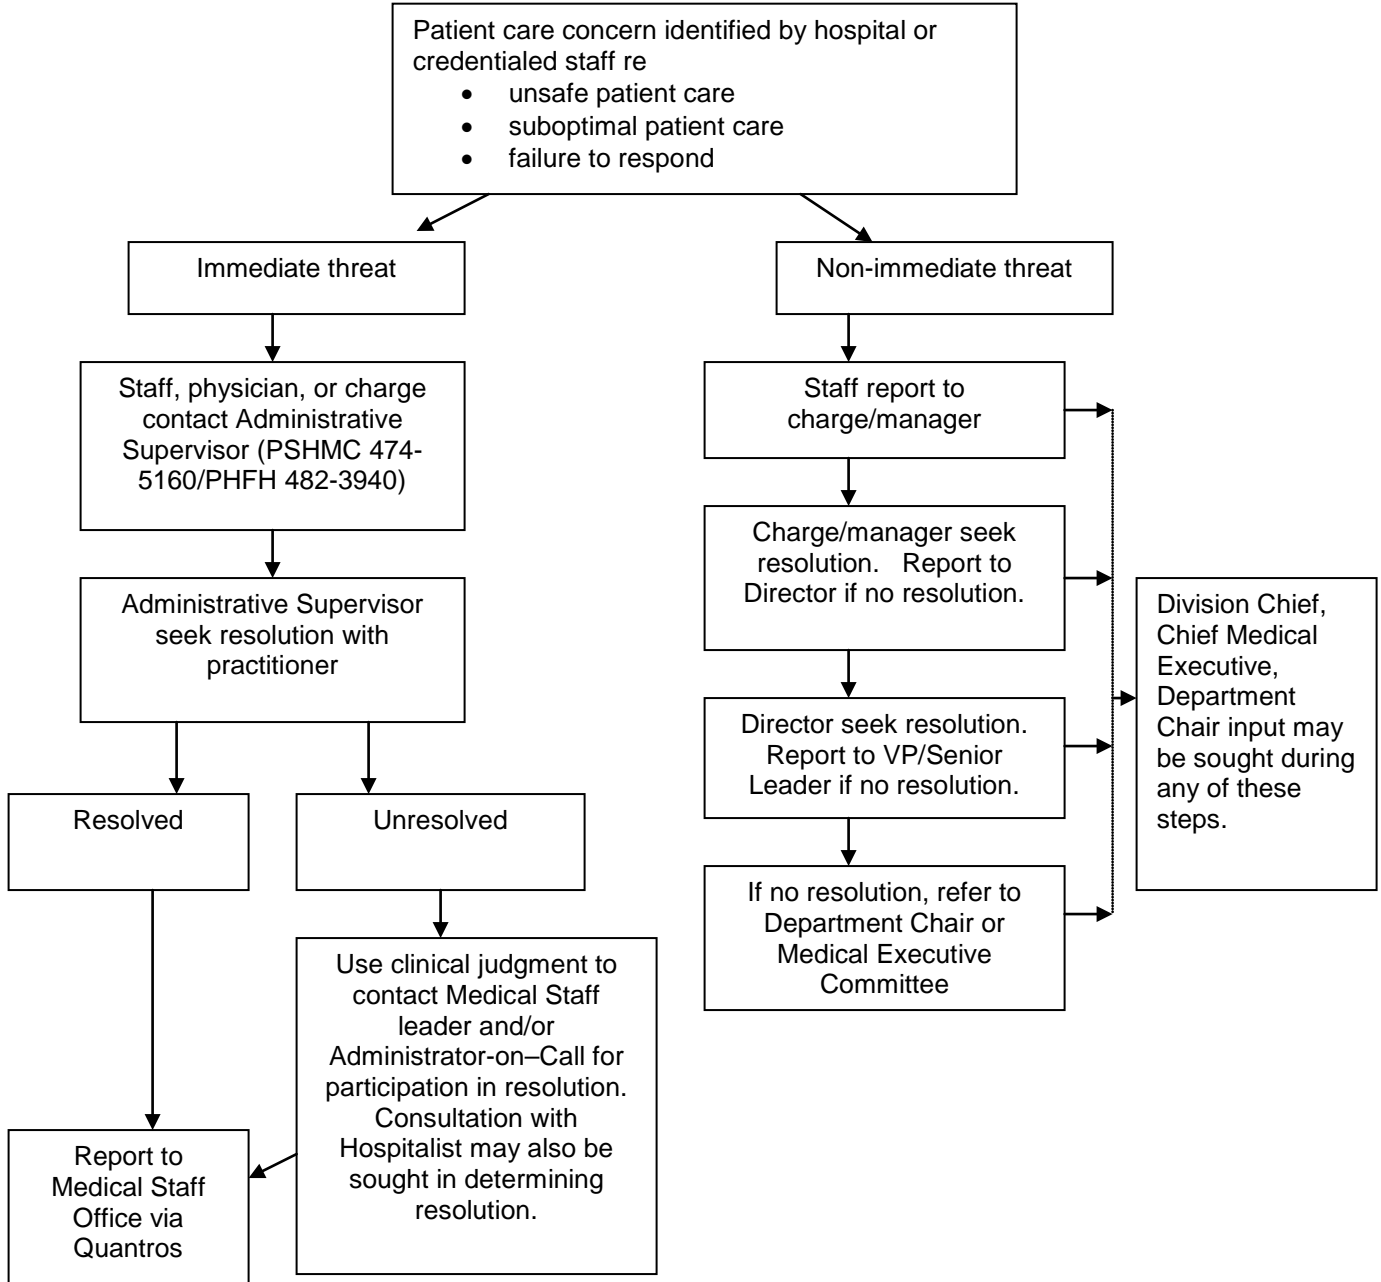 Patient care concern identified by hospital or
credentialed staff re
• unsafe patient care
• suboptimal patient care
• failure to respond
Immediate threat
Non-immediate threat
Staff, physician, or charge
contact Administrative
Supervisor (PSHMC 474-
5160/PHFH 482-3940)
Staff report to
charge/manager
Charge/manager seek
resolution. Report to
Director if no resolution.
Administrative Supervisor
seek resolution with
practitioner
Division Chief,
Chief Medical
Executive,
Department
Chair input may
be sought during
any of these
steps.
Director seek resolution.
Report to VP/Senior
Leader if no resolution.
Resolved
Unresolved
If no resolution, refer to
Department Chair or
Medical Executive
Committee
Use clinical judgment to
contact Medical Staff
leader and/or
Administrator-on–Call for
participation in resolution.
Consultation with
Hospitalist may also be
sought in determining
resolution.
Report to
Medical Staff
Office via
Quantros